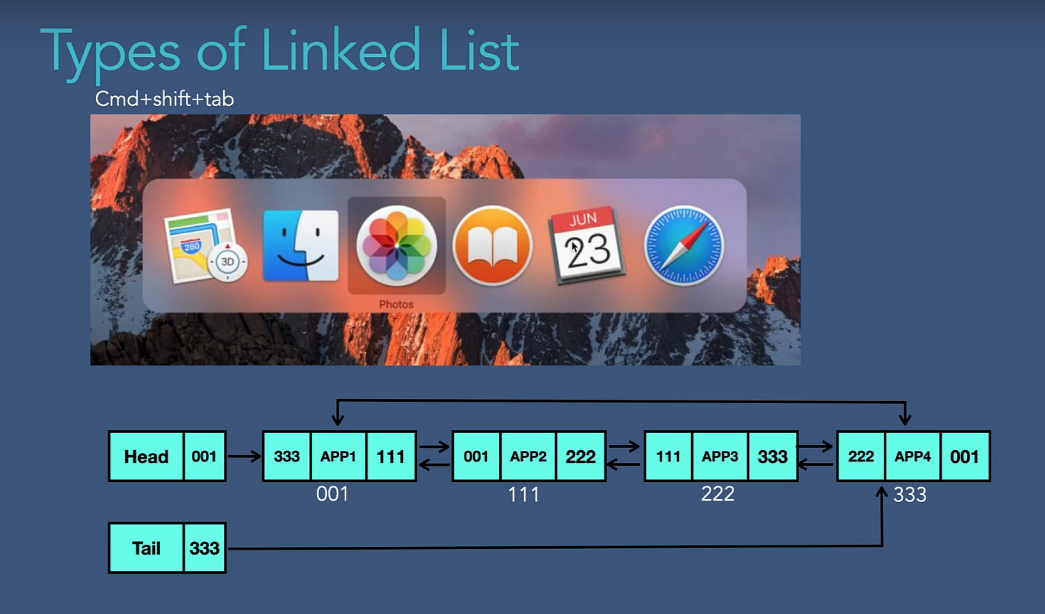 Types of Linked List
Cmd+shift+tab
280
3D
JUN
23
Photos
Head 001 333 APP1 111 001 APP2 222 111 APP3 333 222 APP4 001
001 111 222 333
Tail 333